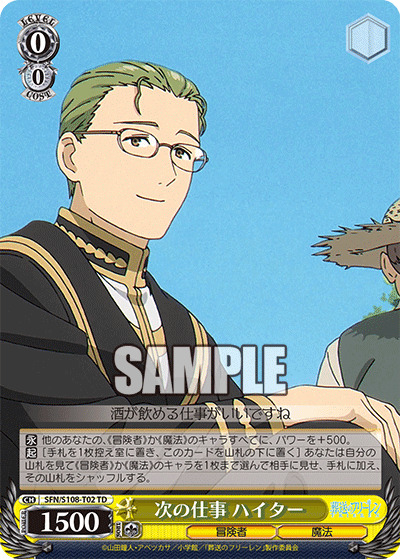 LEVEL
0
0
COST
SAMPLE
酒が飲める仕事がいいですね
永 他のあなたの、《冒険者》か《魔法》のキャラすべてに、パワーを+500。
起 [手札を1枚控え室に置き、このカードを山札の下に置く] あなたは自分の
山札を見て《冒険者》か《魔法》のキャラを1枚まで選んで相手に見せ、手札に加え、
その山札をシャッフルする。
CH SFN/S108-T02 TD
POWER
1500
次の仕事 ハイター
葬送のフリーレン
冒険者
魔法
©山田鐘人・アベツカサ/小学館/「葬送のフリーレン」製作委員会